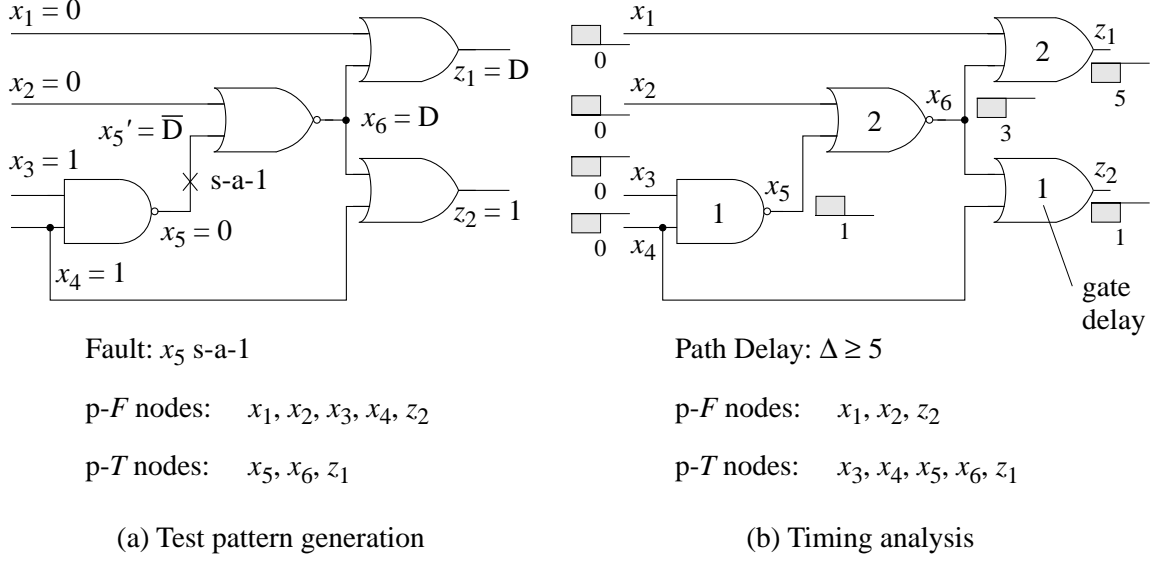 x1 = 0
x2 = 0
x5′ = D̅
x3 = 1
s-a-1
x5 = 0
x4 = 1
x6 = D
z1 = D
z2 = 1
Fault: x5 s-a-1
p-F nodes: x1, x2, x3, x4, z2
p-T nodes: x5, x6, z1
(a) Test pattern generation
x1
0
x2
0
x3
0
x4
0
1
x5
1
2
x6
3
2
z1
5
1
z2
1
gate
delay
Path Delay: Δ ≥ 5
p-F nodes: x1, x2, z2
p-T nodes: x3, x4, x5, x6, z1
(b) Timing analysis